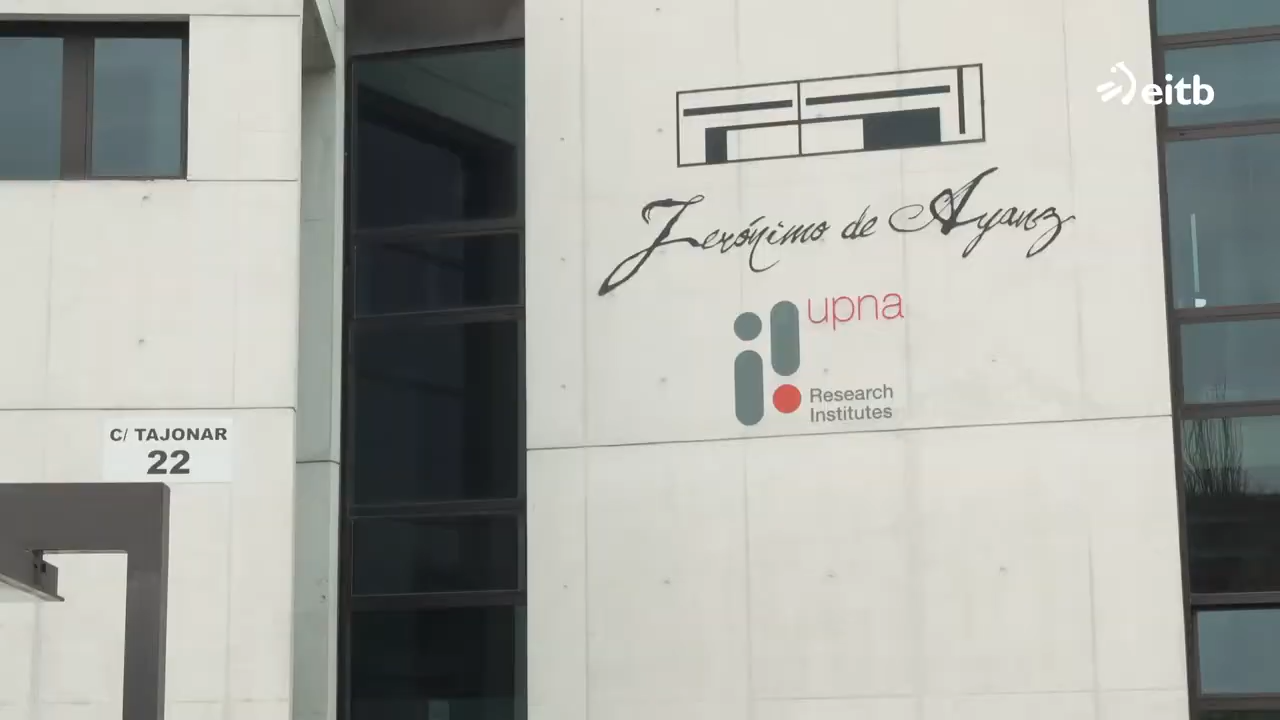 eitb
Jerónimo de Ayanz
upna
Research
Institutes
C/ TAJONAR
22